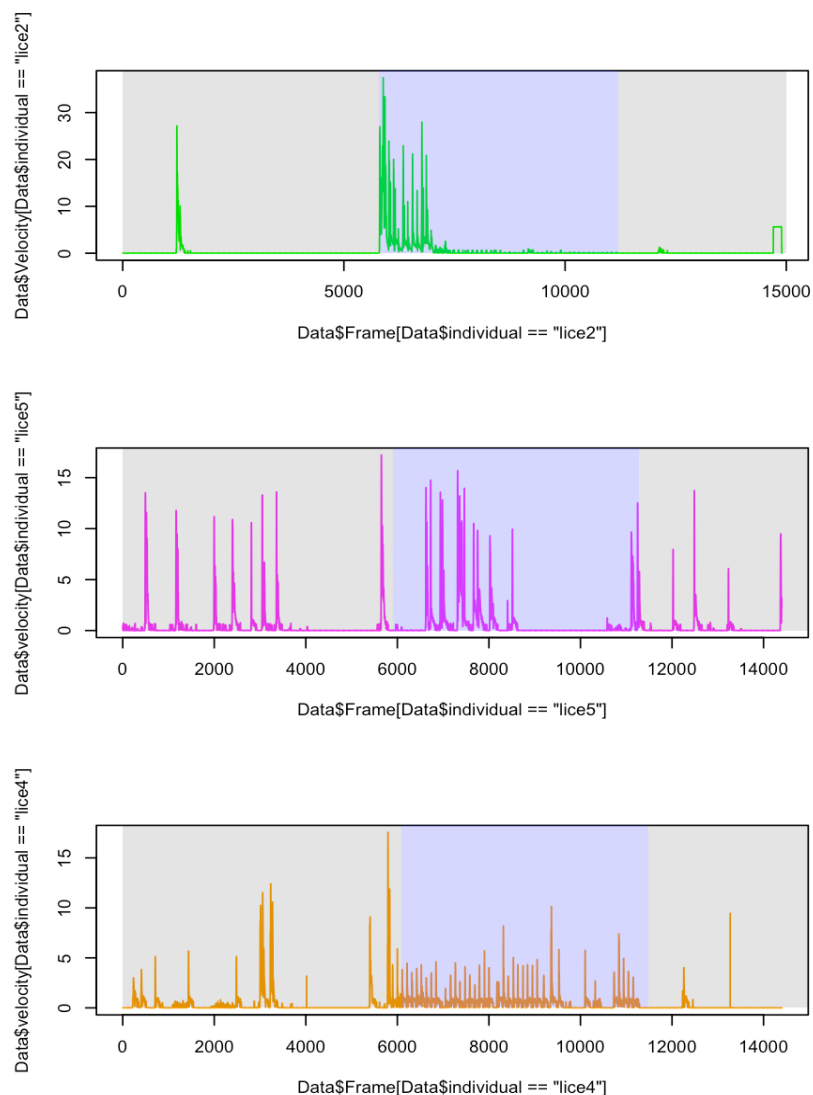 Data$Velocity[Data$individual == "lice2"]
30
20
10
0
0 5000 10000 15000
Data$Frame[Data$individual == "lice2"]
Data$velocity[Data$individual == "lice5"]
15
10
5
0
0 2000 4000 6000 8000 10000 12000 14000
Data$Frame[Data$individual == "lice5"]
Data$velocity[Data$individual == "lice4"]
15
10
5
0
0 2000 4000 6000 8000 10000 12000 14000
Data$Frame[Data$individual == "lice4"]